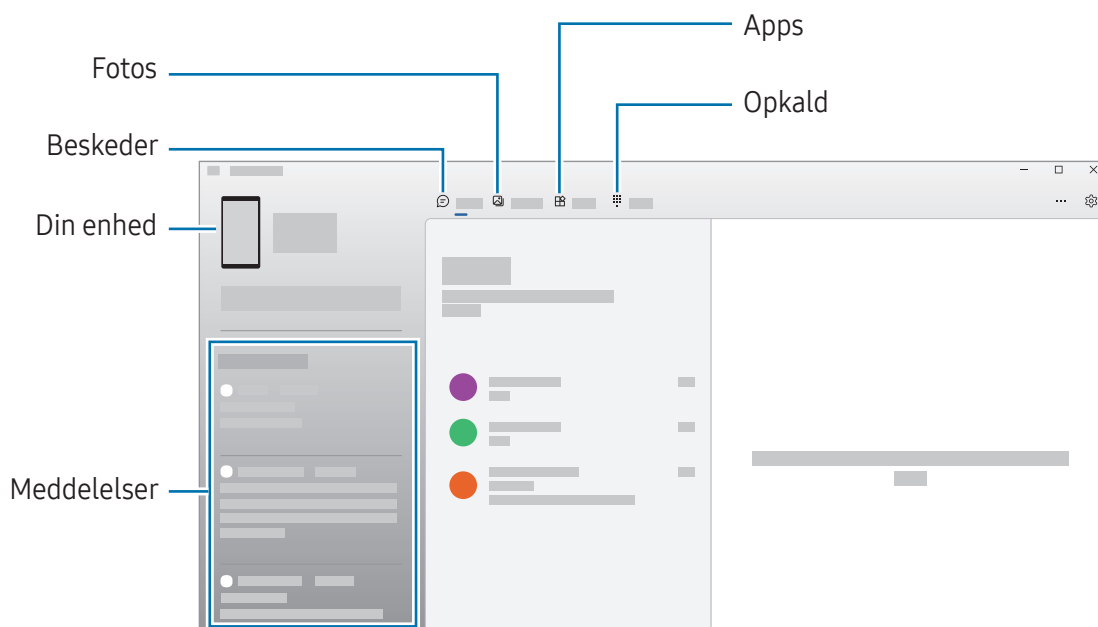 Apps
Fotos
Opkald
Beskeder
Din enhed
Meddelelser